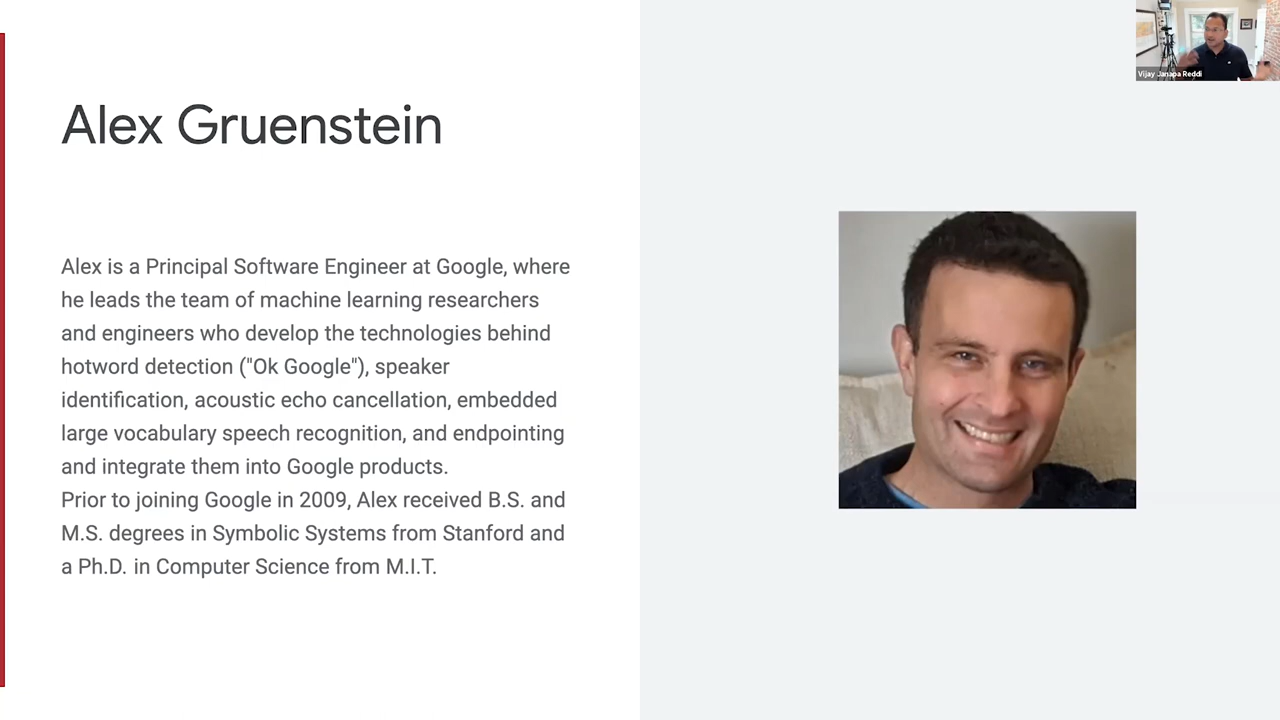 Vijay Janapa Reddi
Alex Gruenstein
Alex is a Principal Software Engineer at Google, where
he leads the team of machine learning researchers
and engineers who develop the technologies behind
hotword detection ("Ok Google"), speaker
identification, acoustic echo cancellation, embedded
large vocabulary speech recognition, and endpointing
and integrate them into Google products.
Prior to joining Google in 2009, Alex received B.S. and
M.S. degrees in Symbolic Systems from Stanford and
a Ph.D. in Computer Science from M.I.T.